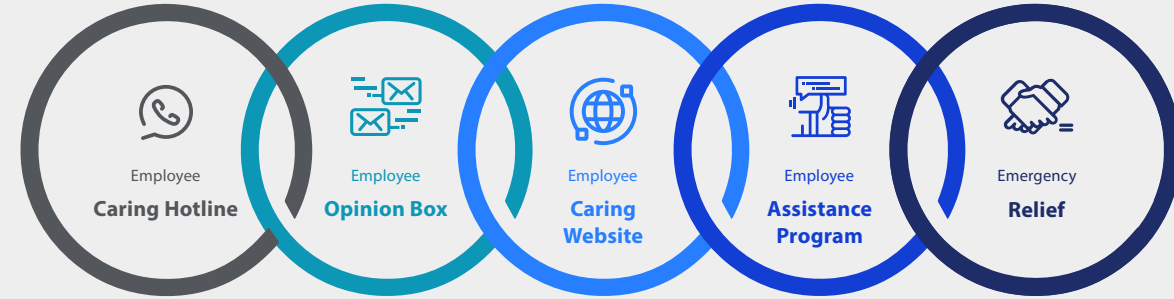 Employee
Caring Hotline
Employee
Opinion Box
Employee
Caring
Website
Employee
Assistance
Program
Emergency
Relief